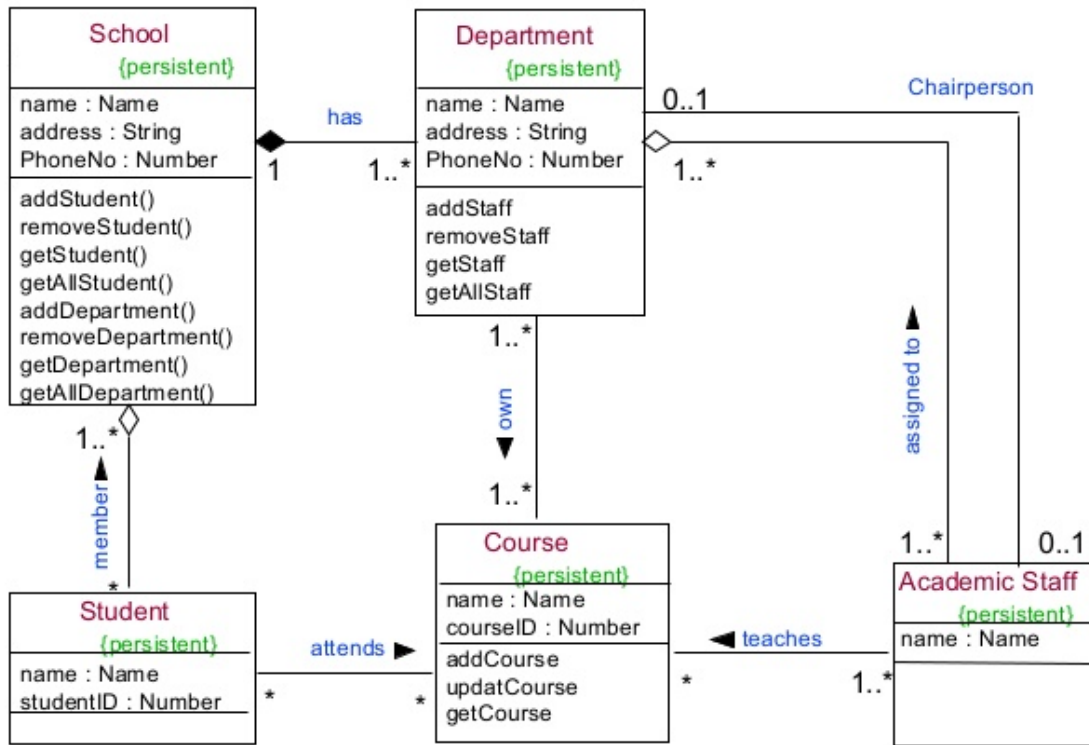 School
{persistent}
name : Name
address : String
PhoneNo : Number
addStudent()
removeStudent()
getStudent()
getAllStudent()
addDepartment()
removeDepartment()
getDepartment()
getAllDepartment()
has
1
1..*
Department
{persistent}
name : Name
address : String
PhoneNo : Number
addStaff
removeStaff
getStaff
getAllStaff
0..1
Chairperson
1..*
1..*
member
*
1..*
own
1..*
assigned to
1..*
0..1
Student
{persistent}
name : Name
studentID : Number
attends
*
*
Course
{persistent}
name : Name
courseID : Number
addCourse
updatCourse
getCourse
teaches
*
1..*
Academic Staff
{persistent}
name : Name